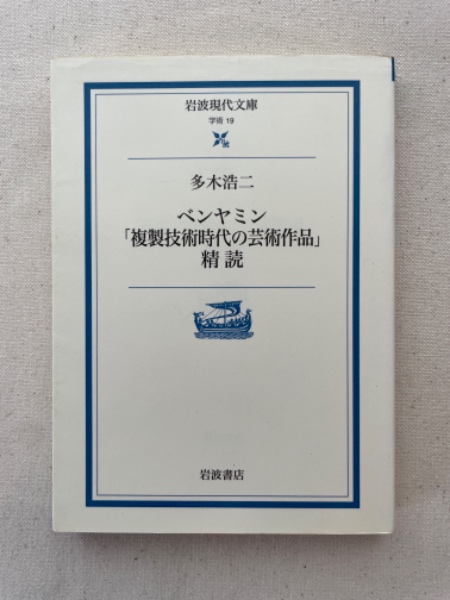 岩波現代文庫
学術 19
多木浩二
ベンヤミン
「複製技術時代の芸術作品」
精読
岩波書店